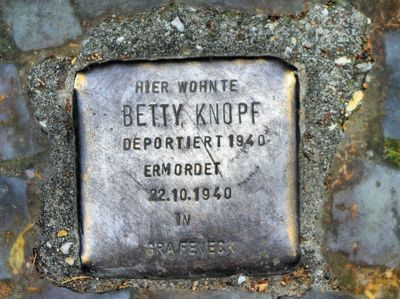 HIER WOHNTE
BETTY KNOPF
DEPORTIERT 1940
ERMORDET
22.10.1940
IN
GRAFENECK